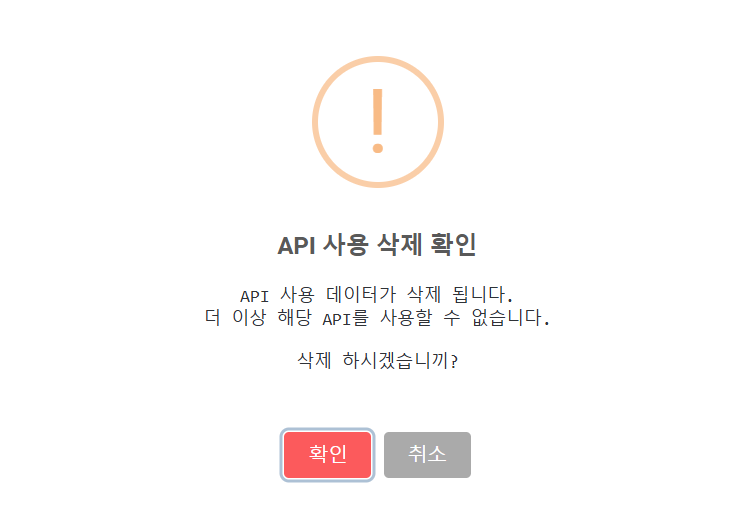 !
API 사용 삭제 확인
API 사용 데이터가 삭제 됩니다.
더 이상 해당 API를 사용할 수 없습니다.
삭제 하시겠습니끼?
확인
취소